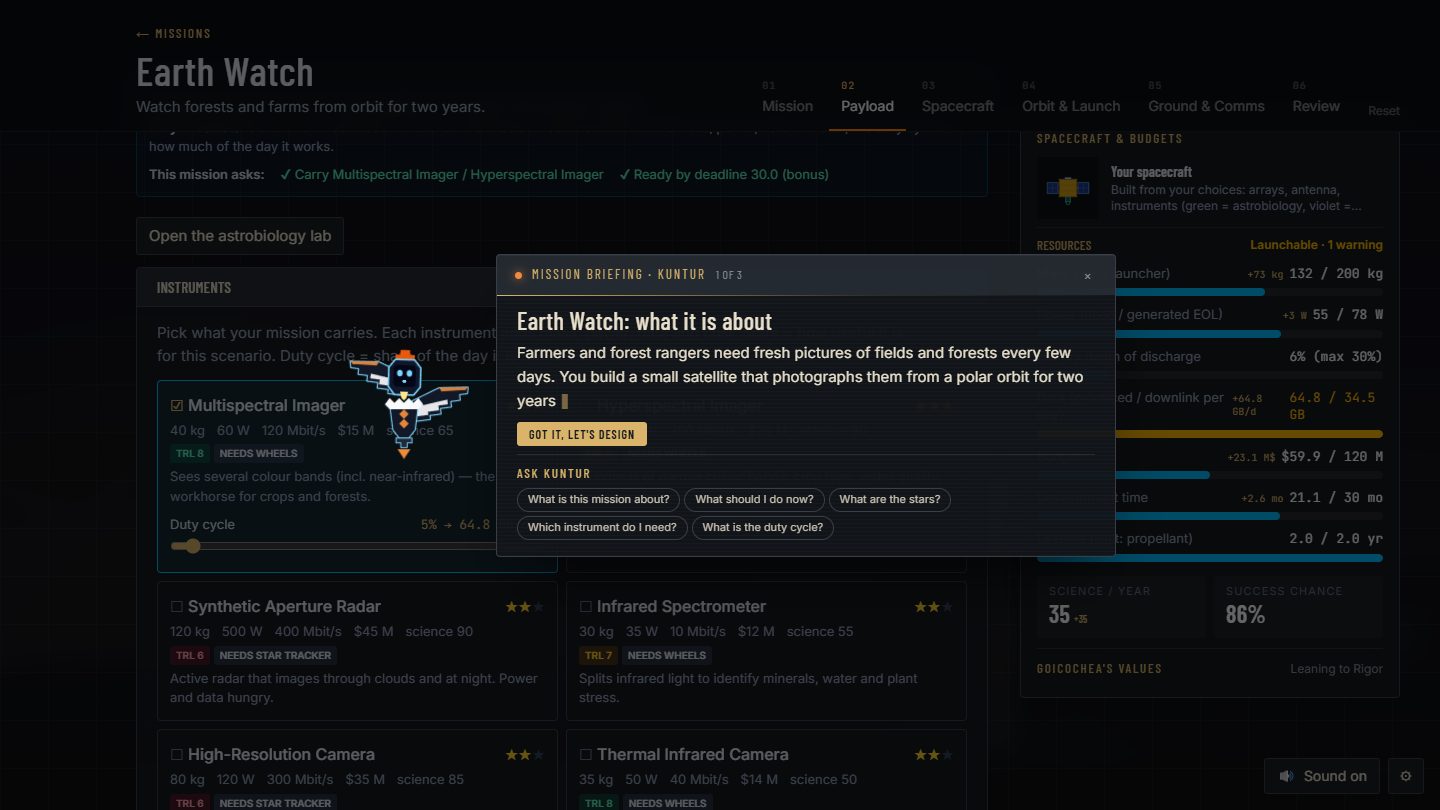 ← MISSIONS
Earth Watch
Watch forests and farms from orbit for two years.
01 Mission
02 Payload
03 Spacecraft
04 Orbit & Launch
05 Ground & Comms
06 Review
Reset
how much of the day it works.
This mission asks: ✓ Carry Multispectral Imager / Hyperspectral Imager ✓ Ready by deadline 30.0 (bonus)
Open the astrobiology lab
INSTRUMENTS
Pick what your mission carries. Each instrument
for this scenario. Duty cycle = share of the day i
Multispectral Imager
40 kg 60 W 120 Mbit/s $15 M science 65
TRL 8 NEEDS WHEELS
Sees several colour bands (incl. near-infrared) — the
workhorse for crops and forests.
Duty cycle 5% → 64.8
MISSION BRIEFING · KUNTUR 1 OF 3 ×
Earth Watch: what it is about
Farmers and forest rangers need fresh pictures of fields and forests every few
days. You build a small satellite that photographs them from a polar orbit for two
years
GOT IT, LET'S DESIGN
ASK KUNTUR
What is this mission about? What should I do now? What are the stars?
Which instrument do I need? What is the duty cycle?
Synthetic Aperture Radar ★★★
120 kg 500 W 400 Mbit/s $45 M science 90
TRL 6 NEEDS STAR TRACKER
Active radar that images through clouds and at night. Power
and data hungry.
Infrared Spectrometer ★★★
30 kg 35 W 10 Mbit/s $12 M science 55
TRL 7 NEEDS WHEELS
Splits infrared light to identify minerals, water and plant
stress.
High-Resolution Camera ★★★
80 kg 120 W 300 Mbit/s $35 M science 85
TRL 6 NEEDS STAR TRACKER
Thermal Infrared Camera ★★★
35 kg 50 W 40 Mbit/s $14 M science 50
TRL 8 NEEDS WHEELS
SPACECRAFT & BUDGETS
Your spacecraft
Built from your choices: arrays, antenna,
instruments (green = astrobiology, violet =...
RESOURCES Launchable · 1 warning
auncher) +73 kg 132 / 200 kg
/ generated EOL) +3 W 55 / 78 W
of discharge 6% (max 30%)
ed / downlink per +64.8 GB/d 64.8 / 34.5 GB
+23.1 M$ $59.9 / 120 M
t time +2.6 mo 21.1 / 30 mo
t: propellant) 2.0 / 2.0 yr
SCIENCE / YEAR
35 +35
SUCCESS CHANCE
86%
GOICOCHEA'S VALUES Leaning to Rigor
Sound on